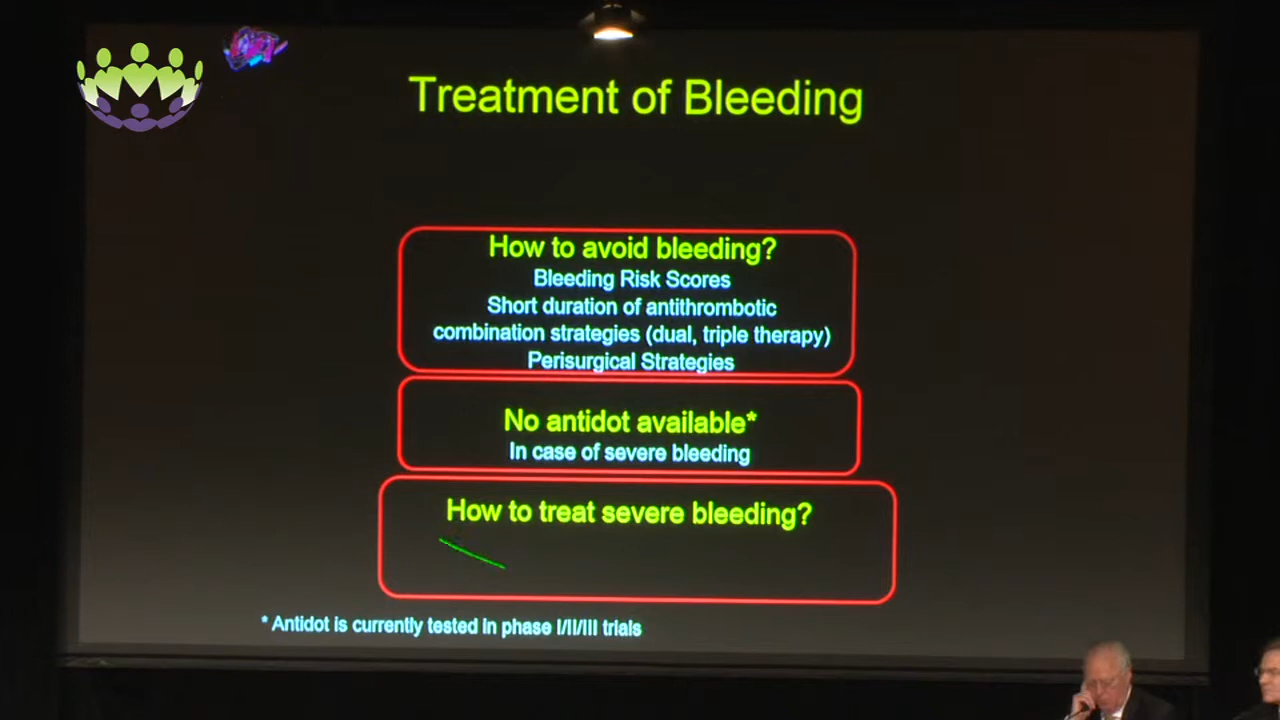 Treatment of Bleeding
How to avoid bleeding?
Bleeding Risk Scores
Short duration of antithrombotic
combination strategies (dual, triple therapy)
Perisurgical Strategies
No antidot available*
In case of severe bleeding
How to treat severe bleeding?
* Antidot is currently tested in phase I/II/III trials